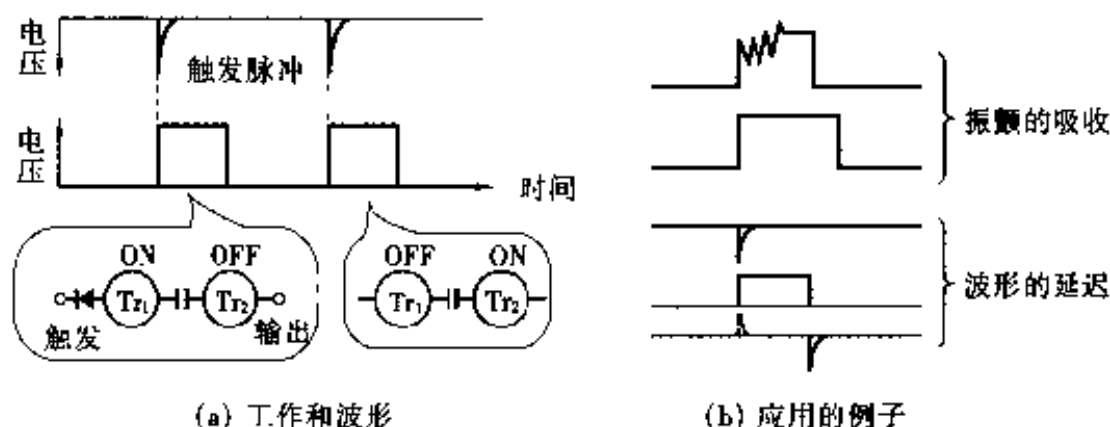 电压
触发脉冲
电压
时间
ON OFF
Tr₁ Tr₂
触发 输出
OFF ON
Tr₁ Tr₂
(a) 工作和波形
振颤的吸收
波形的延迟
(b) 应用的例子